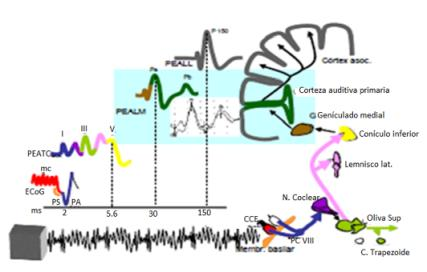 P 150
PEALL
Córtex asoc.
Pa
Pb
Corteza auditiva primaria
PEALM
G Geniculado medial
I
III
V
Conículo inferior
PEATC
mc
Lemnisco lat.
ECoG
PS
PA
N. Coclear
ms
2
5.6
30
150
CCE
Oliva Sup
PC VIII
Membr. basilar
C. Trapezoide